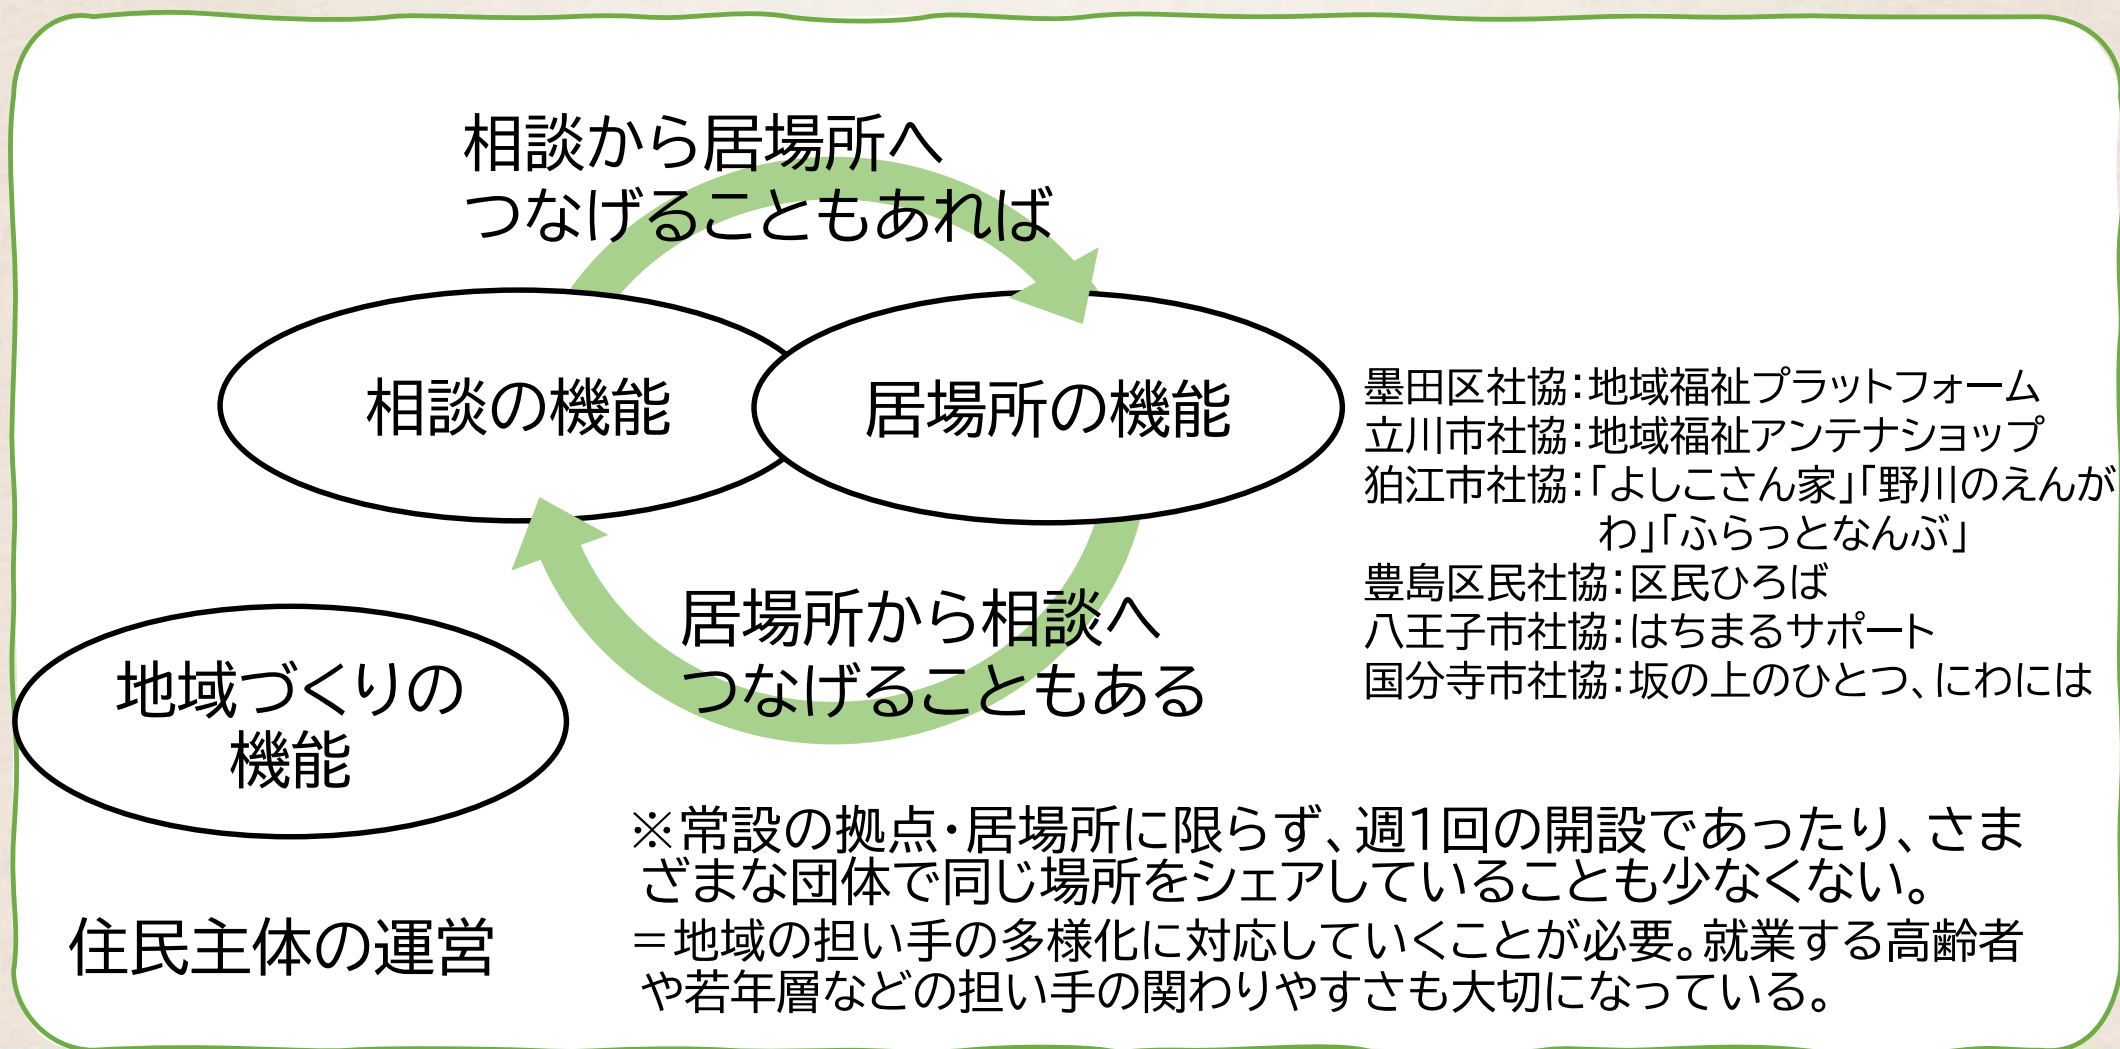 相談から居場所へ
つなげることもあれば
相談の機能
居場所の機能
墨田区社協：地域福祉プラットフォーム
立川市社協：地域福祉アンテナショップ
狛江市社協：「よしこさん家」「野川のえんが
わ」「ふらっとなんぶ」
豊島区民社協：区民ひろば
八王子市社協：はちまるサポート
国分寺市社協：坂の上のひとつ、にわには
居場所から相談へ
つなげることもある
地域づくりの
機能
住民主体の運営
※常設の拠点・居場所に限らず、週1回の開設であったり、さま
ざまな団体で同じ場所をシェアしていることも少なくない。
＝地域の担い手の多様化に対応していくことが必要。就業する高齢者
や若年層などの担い手の関わりやすさも大切になっている。